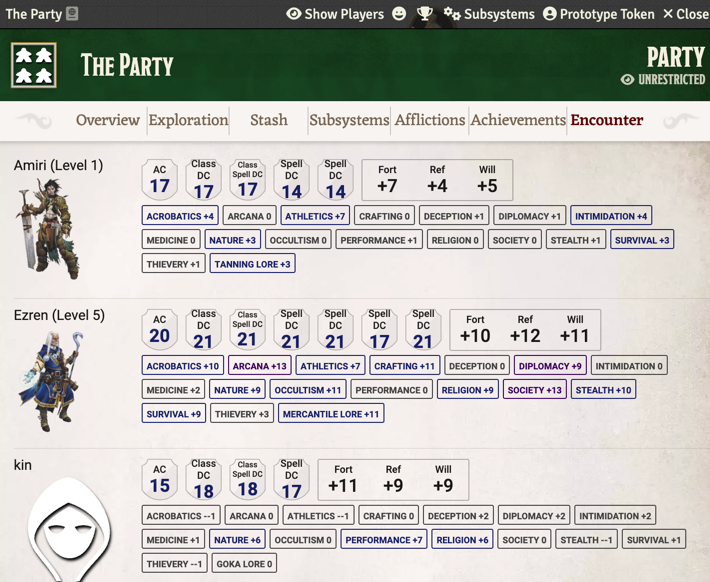 The Party Show Players Subsystems Prototype Token Close
THE PARTY
PARTY
UNRESTRICTED
Overview Exploration Stash Subsystems Afflictions Achievements Encounter
Amiri (Level 1)
AC Class DC Class Spell DC Spell DC Spell DC Fort Ref Will
17 17 17 14 14 +7 +4 +5
ACROBATICS +4 ARCANA 0 ATHLETICS +7 CRAFTING 0 DECEPTION +1 DIPLOMACY +1 INTIMIDATION +4
MEDICINE 0 NATURE +3 OCCULTISM 0 PERFORMANCE +1 RELIGION 0 SOCIETY 0 STEALTH +1 SURVIVAL +3
THIEVERY +1 TANNING LORE +3
Ezren (Level 5)
AC Class DC Class Spell DC Spell DC Spell DC Spell DC Spell DC Fort Ref Will
20 21 21 21 21 17 21 +10 +12 +11
ACROBATICS +10 ARCANA +13 ATHLETICS +7 CRAFTING +11 DECEPTION 0 DIPLOMACY +9 INTIMIDATION 0
MEDICINE +2 NATURE +9 OCCULTISM +11 PERFORMANCE 0 RELIGION +9 SOCIETY +13 STEALTH +10
SURVIVAL +9 THIEVERY +3 MERCANTILE LORE +11
kin
AC Class DC Class Spell DC Spell DC Fort Ref Will
15 18 18 17 +11 +9 +9
ACROBATICS --1 ARCANA 0 ATHLETICS --1 CRAFTING 0 DECEPTION +2 DIPLOMACY +2 INTIMIDATION +2
MEDICINE +1 NATURE +6 OCCULTISM 0 PERFORMANCE +7 RELIGION +6 SOCIETY 0 STEALTH --1 SURVIVAL +1
THIEVERY --1 GOKA LORE 0